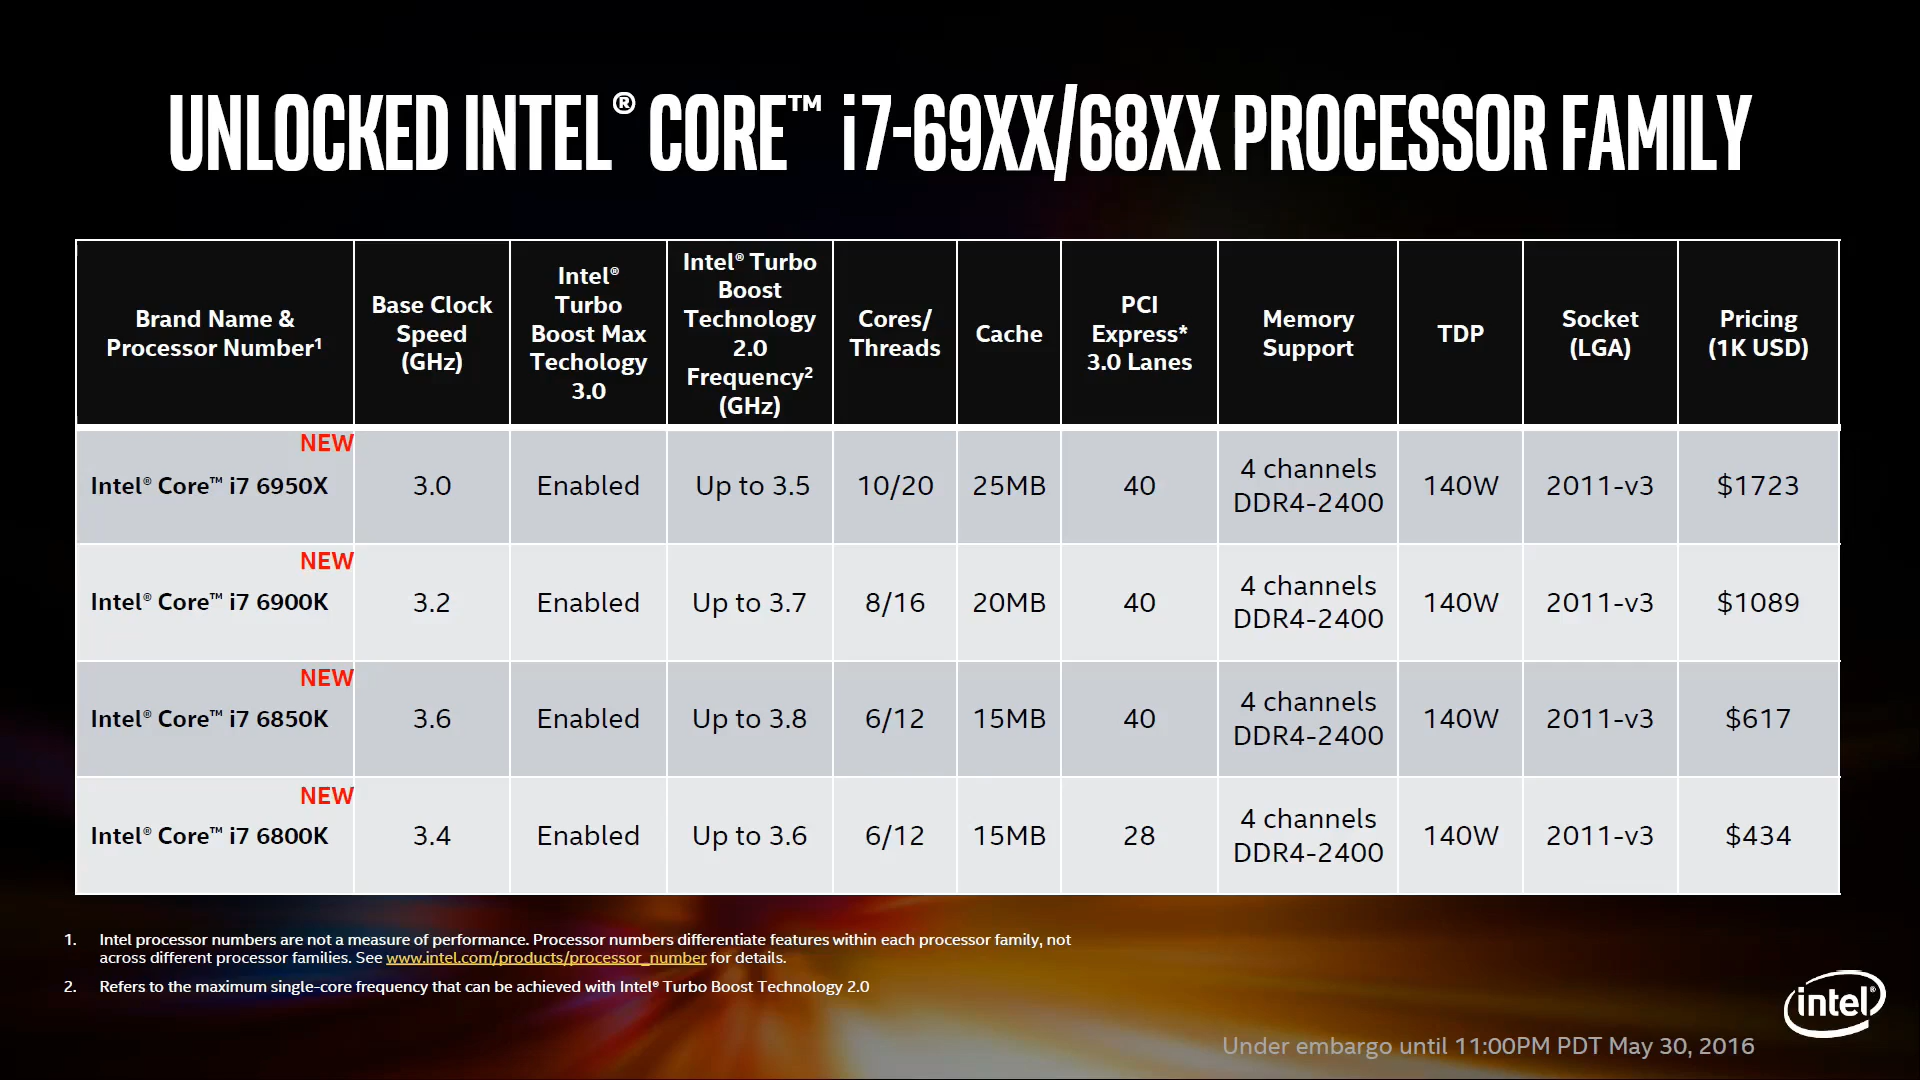 UNLOCKED INTEL® CORE™ i7-69XX/68XX PROCESSOR FAMILY
Brand Name &
Processor Number¹
Base Clock
Speed
(GHz)
Intel®
Turbo
Boost Max
Techology
3.0
Intel® Turbo
Boost
Technology
2.0
Frequency²
(GHz)
Cores/
Threads
Cache
PCI
Express*
3.0 Lanes
Memory
Support
TDP
Socket
(LGA)
Pricing
(1K USD)
NEW
Intel® Core™ i7 6950X
3.0
Enabled
Up to 3.5
10/20
25MB
40
4 channels
DDR4-2400
140W
2011-v3
$1723
NEW
Intel® Core™ i7 6900K
3.2
Enabled
Up to 3.7
8/16
20MB
40
4 channels
DDR4-2400
140W
2011-v3
$1089
NEW
Intel® Core™ i7 6850K
3.6
Enabled
Up to 3.8
6/12
15MB
40
4 channels
DDR4-2400
140W
2011-v3
$617
NEW
Intel® Core™ i7 6800K
3.4
Enabled
Up to 3.6
6/12
15MB
28
4 channels
DDR4-2400
140W
2011-v3
$434
1. Intel processor numbers are not a measure of performance. Processor numbers differentiate features within each processor family, not
across different processor families. See www.intel.com/products/processor_number for details.
2. Refers to the maximum single-core frequency that can be achieved with Intel® Turbo Boost Technology 2.0
intel®
Under embargo until 11:00PM PDT May 30, 2016